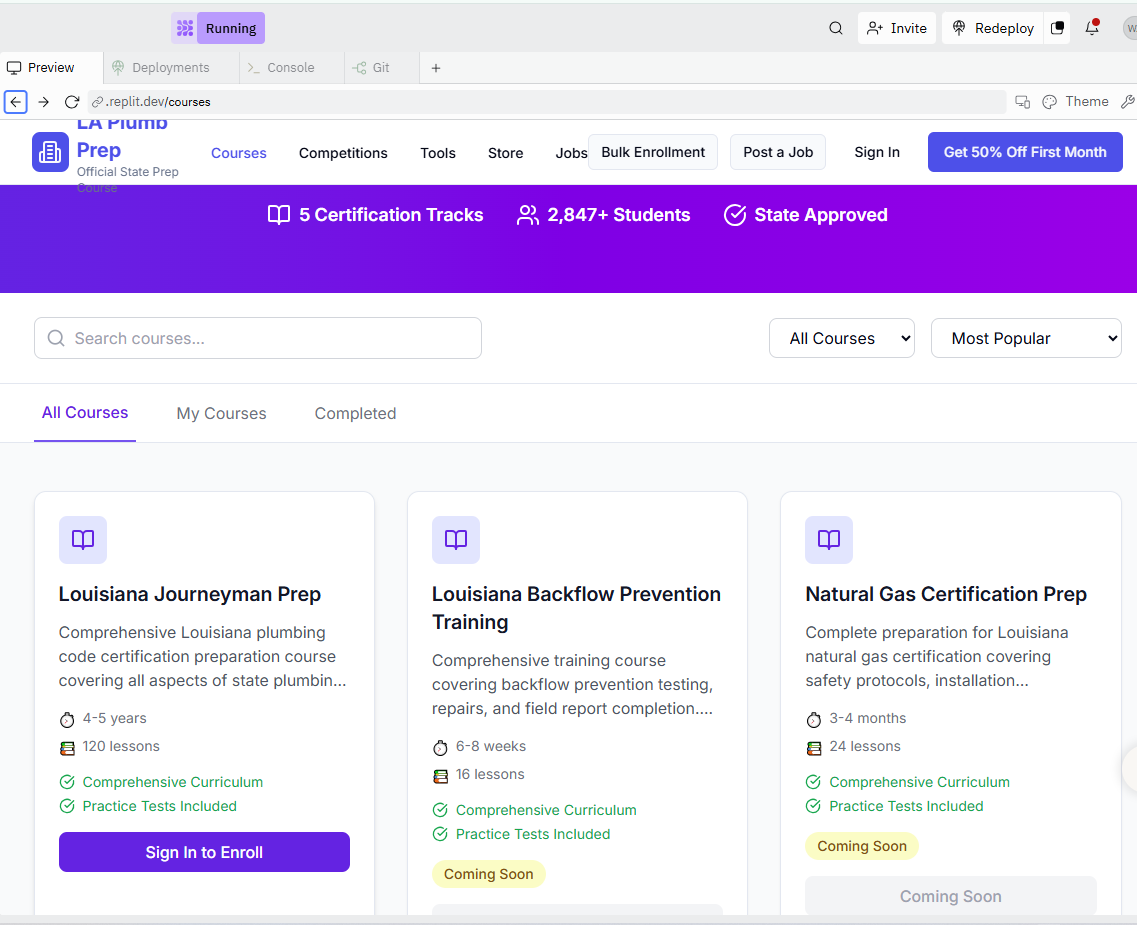 Running
Invite
Redeploy
Preview
Deployments
Console
Git
.replit.dev/courses
Theme
LA Plumb
Prep
Official State Prep
Course
Courses
Competitions
Tools
Store
Jobs
Bulk Enrollment
Post a Job
Sign In
Get 50% Off First Month
5 Certification Tracks
2,847+ Students
State Approved
Search courses...
All Courses
Most Popular
All Courses
My Courses
Completed
Louisiana Journeyman Prep
Comprehensive Louisiana plumbing
code certification preparation course
covering all aspects of state plumbin...
4-5 years
120 lessons
Comprehensive Curriculum
Practice Tests Included
Sign In to Enroll
Louisiana Backflow Prevention
Training
Comprehensive training course
covering backflow prevention testing,
repairs, and field report completion....
6-8 weeks
16 lessons
Comprehensive Curriculum
Practice Tests Included
Coming Soon
Natural Gas Certification Prep
Complete preparation for Louisiana
natural gas certification covering
safety protocols, installation...
3-4 months
24 lessons
Comprehensive Curriculum
Practice Tests Included
Coming Soon
Coming Soon